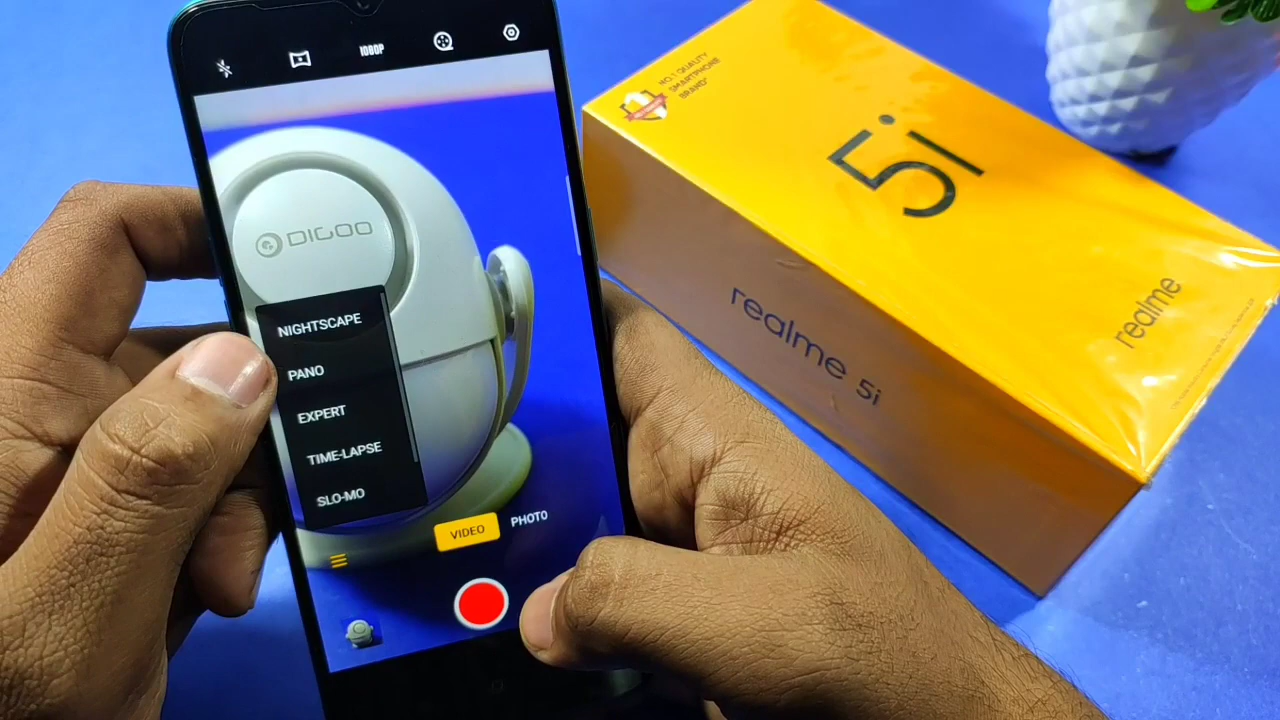 1080P
DIGOO
NIGHTSCAPE
PANO
EXPERT
TIME-LAPSE
SLO-MO
VIDEO
PHOTO
NO.1 QUALITY
SMARTPHONE
BRAND*
5i
realme
realme 5i